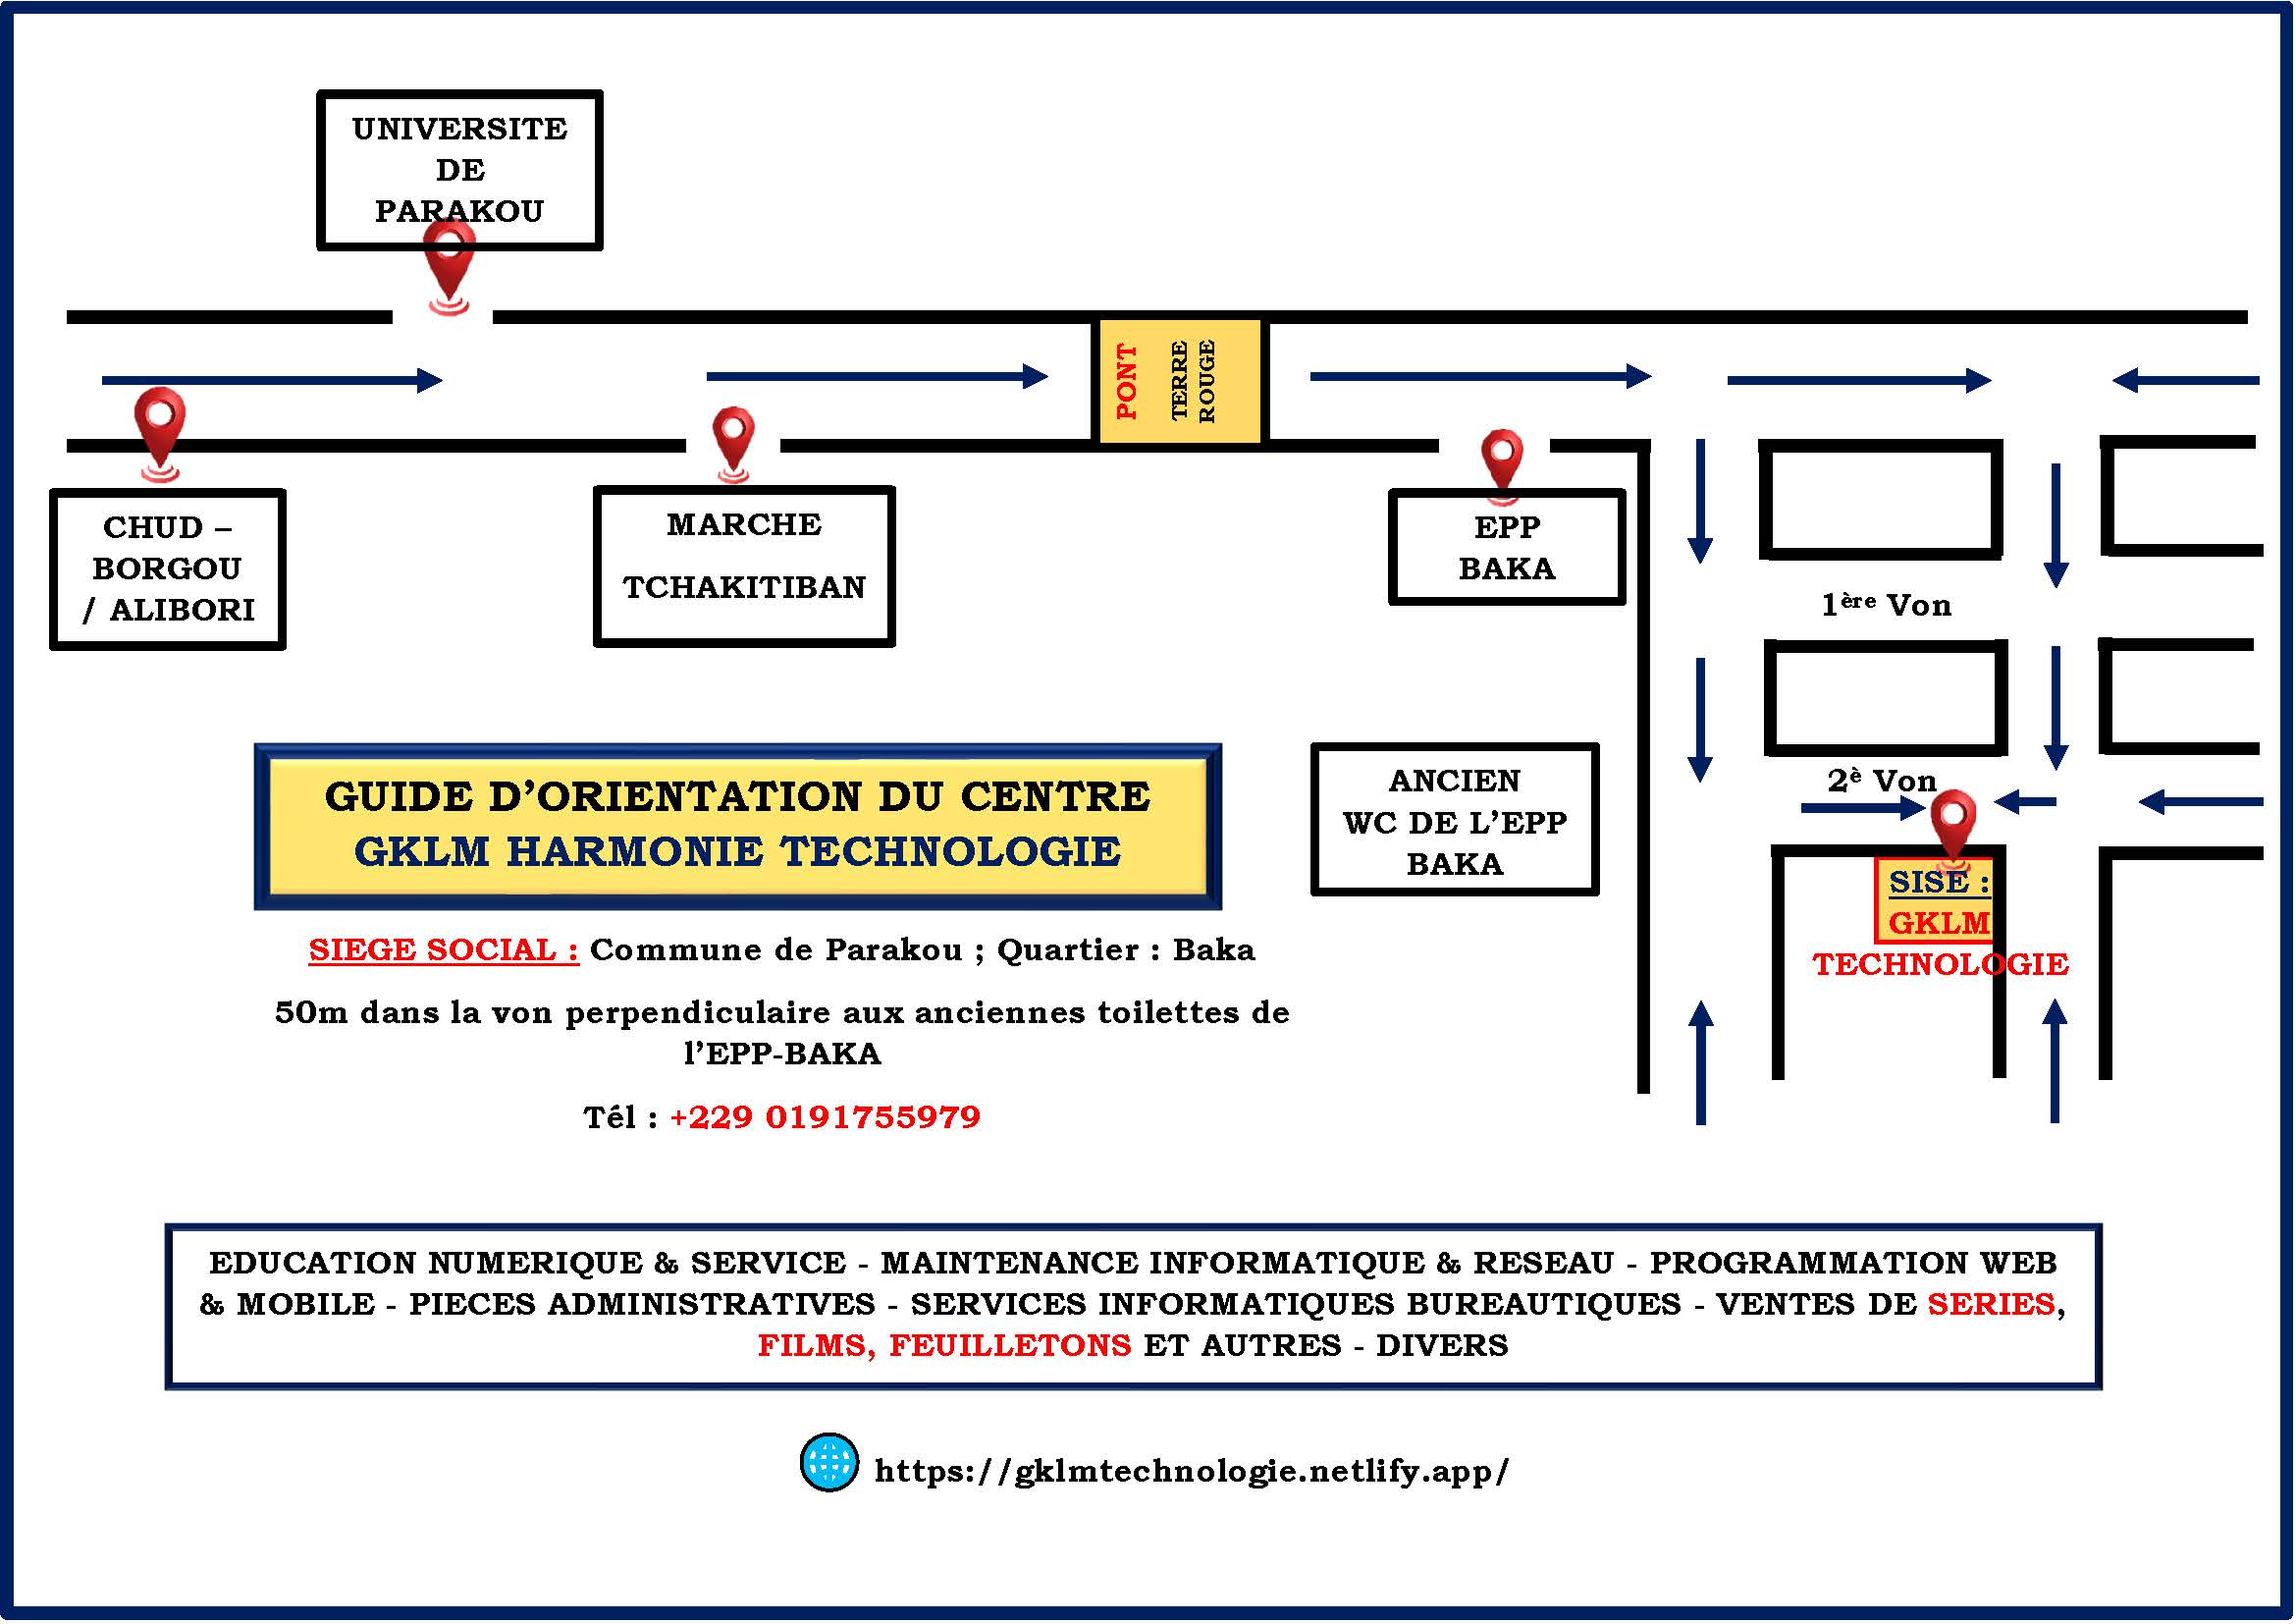 UNIVERSITE
DE
PARAKOU
PONT
TERRE
ROUGE
CHUD –
BORGOU
/ ALIBORI
MARCHE
TCHAKITIBAN
EPP
BAKA
1ère Von
2è Von
ANCIEN
WC DE L’EPP
BAKA
SISE :
GKLM
TECHNOLOGIE
GUIDE D’ORIENTATION DU CENTRE
GKLM HARMONIE TECHNOLOGIE
SIEGE SOCIAL : Commune de Parakou ; Quartier : Baka
50m dans la von perpendiculaire aux anciennes toilettes de
l’EPP-BAKA
Tél : +229 0191755979
EDUCATION NUMERIQUE & SERVICE - MAINTENANCE INFORMATIQUE & RESEAU - PROGRAMMATION WEB
& MOBILE - PIECES ADMINISTRATIVES - SERVICES INFORMATIQUES BUREAUTIQUES - VENTES DE SERIES,
FILMS, FEUILLETONS ET AUTRES - DIVERS
https://gklmtechnologie.netlify.app/